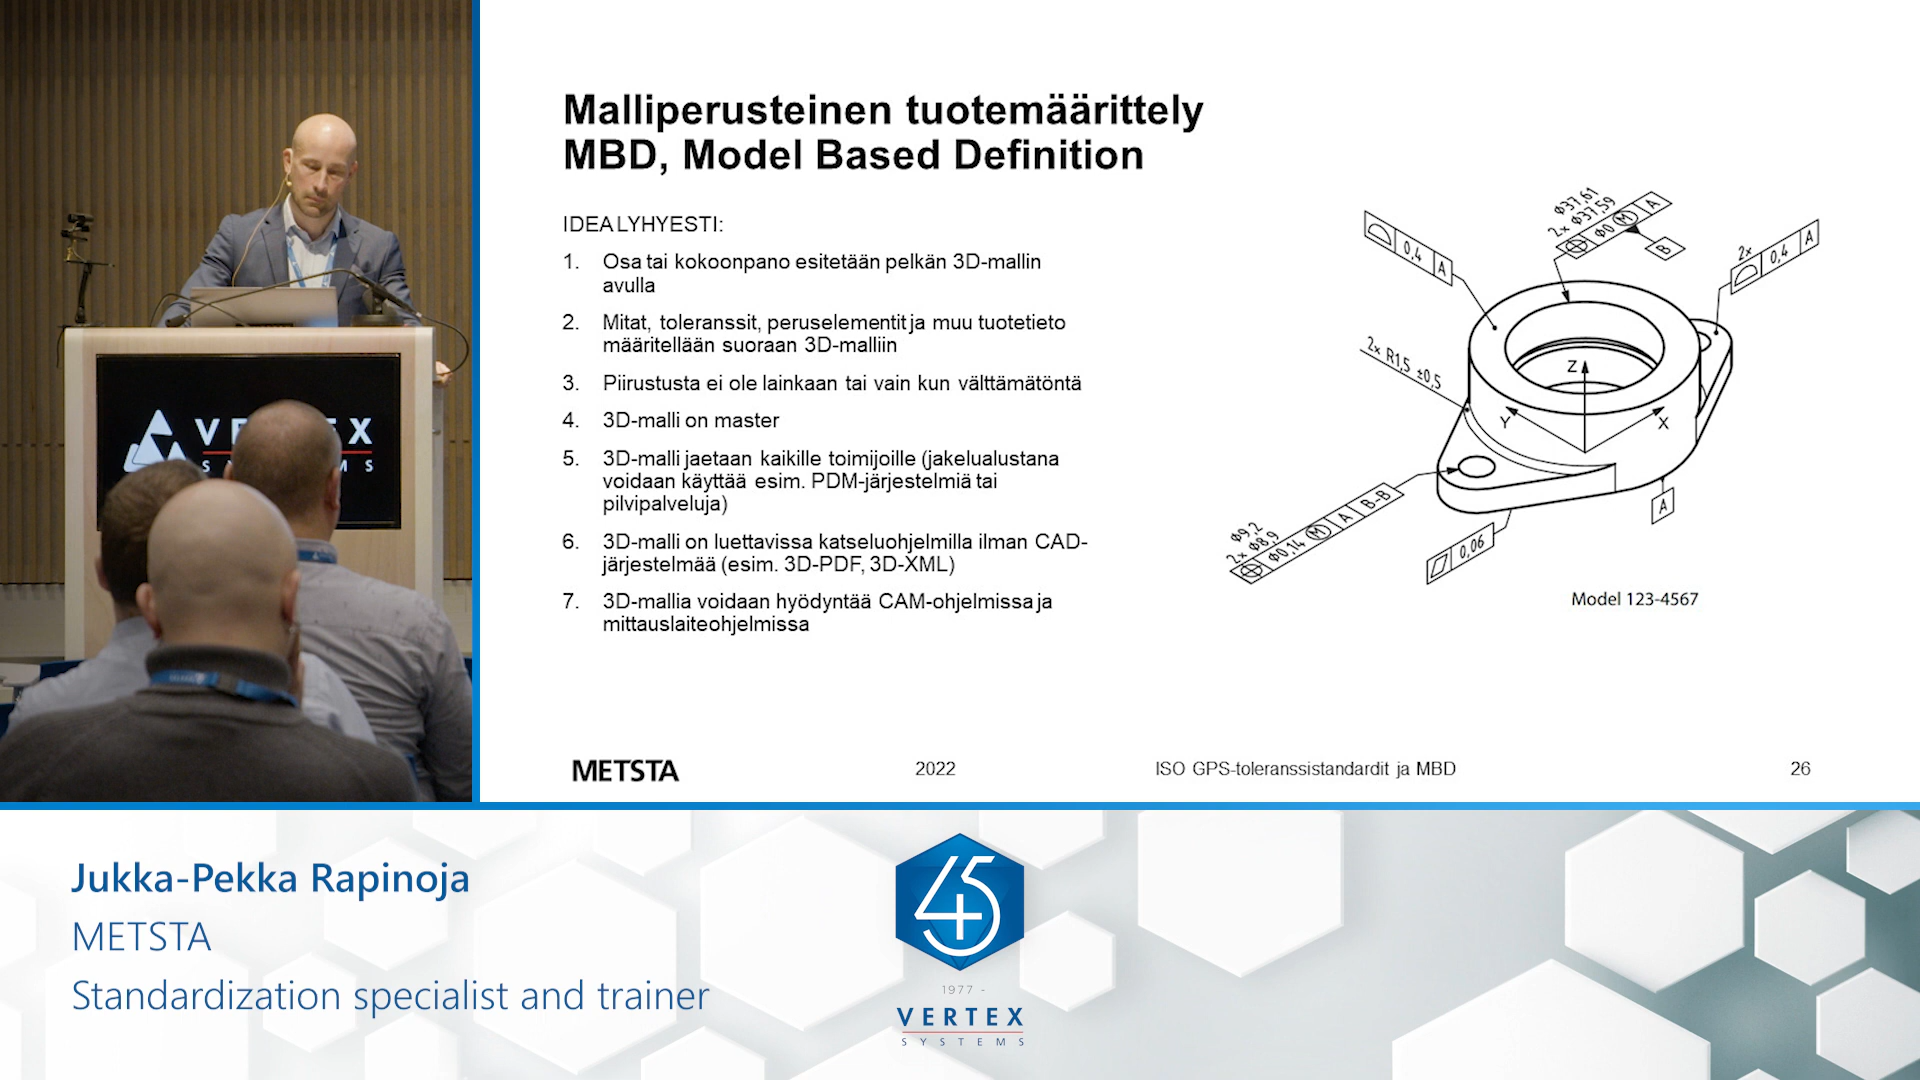 Malliperusteinen tuotemäärittely
MBD, Model Based Definition
IDEA LYHYESTI:
1. Osa tai kokoonpano esitetään pelkän 3D-mallin
avulla
2. Mitat, toleranssit, peruselementit ja muu tuotetieto
määritellään suoraan 3D-malliin
3. Piirustusta ei ole lainkaan tai vain kun välttämätöntä
4. 3D-malli on master
5. 3D-malli jaetaan kaikille toimijoille (jakelualustana
voidaan käyttää esim. PDM-järjestelmiä tai
pilvipalveluja)
6. 3D-malli on luettavissa katseluohjelmilla ilman CAD-
järjestelmää (esim. 3D-PDF, 3D-XML)
7. 3D-mallia voidaan hyödyntää CAM-ohjelmissa ja
mittauslaiteohjelmissa
0,4 A
ø37,61
2x ø37,59
ø0 Ⓜ A
B
2x
0,4 A
2x R1,5 ±0,5
Z
Y
X
ø9,2
2x ø8,9
ø0,14 Ⓜ A B-B
0,06
A
Model 123-4567
METSTA
2022
ISO GPS-toleranssistandardit ja MBD
26
Jukka-Pekka Rapinoja
METSTA
Standardization specialist and trainer
45
1977 -
VERTEX
SYSTEMS